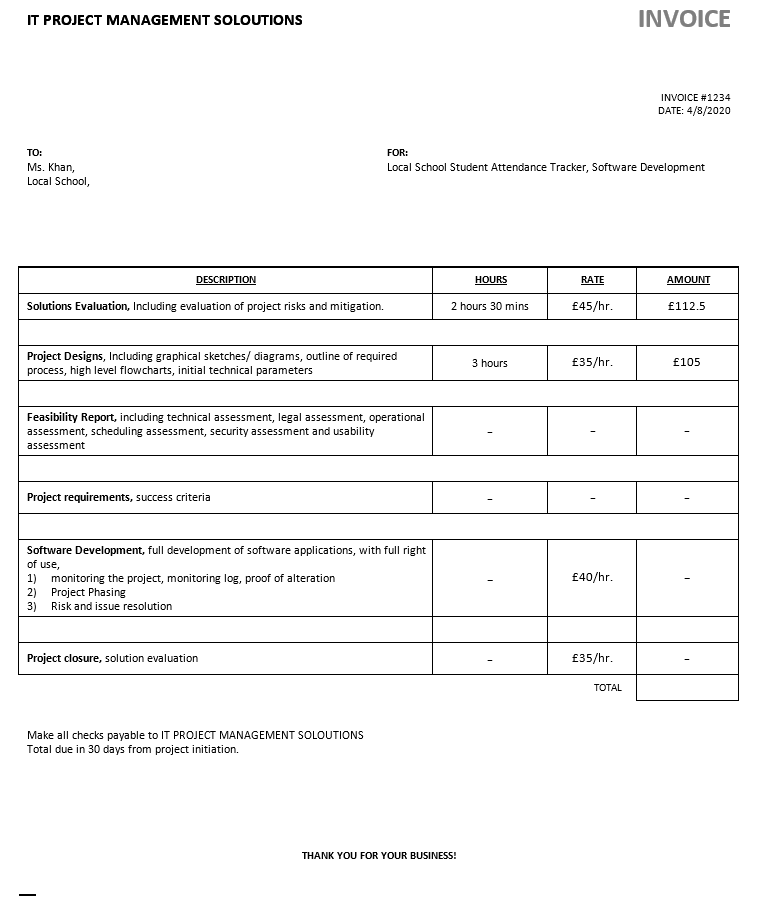 IT PROJECT MANAGEMENT SOLOUTIONS
INVOICE
INVOICE #1234
DATE: 4/8/2020
TO:
Ms. Khan,
Local School,
FOR:
Local School Student Attendance Tracker, Software Development
DESCRIPTION HOURS RATE AMOUNT
Solutions Evaluation, Including evaluation of project risks and mitigation. 2 hours 30 mins £45/hr. £112.5
Project Designs, Including graphical sketches/ diagrams, outline of required
process, high level flowcharts, initial technical parameters 3 hours £35/hr. £105
Feasibility Report, including technical assessment, legal assessment, operational
assessment, scheduling assessment, security assessment and usability – – –
assessment
Project requirements, success criteria – – –
Software Development, full development of software applications, with full right
of use,
1) monitoring the project, monitoring log, proof of alteration – £40/hr. –
2) Project Phasing
3) Risk and issue resolution
Project closure, solution evaluation – £35/hr. –
TOTAL
Make all checks payable to IT PROJECT MANAGEMENT SOLOUTIONS
Total due in 30 days from project initiation.
THANK YOU FOR YOUR BUSINESS!